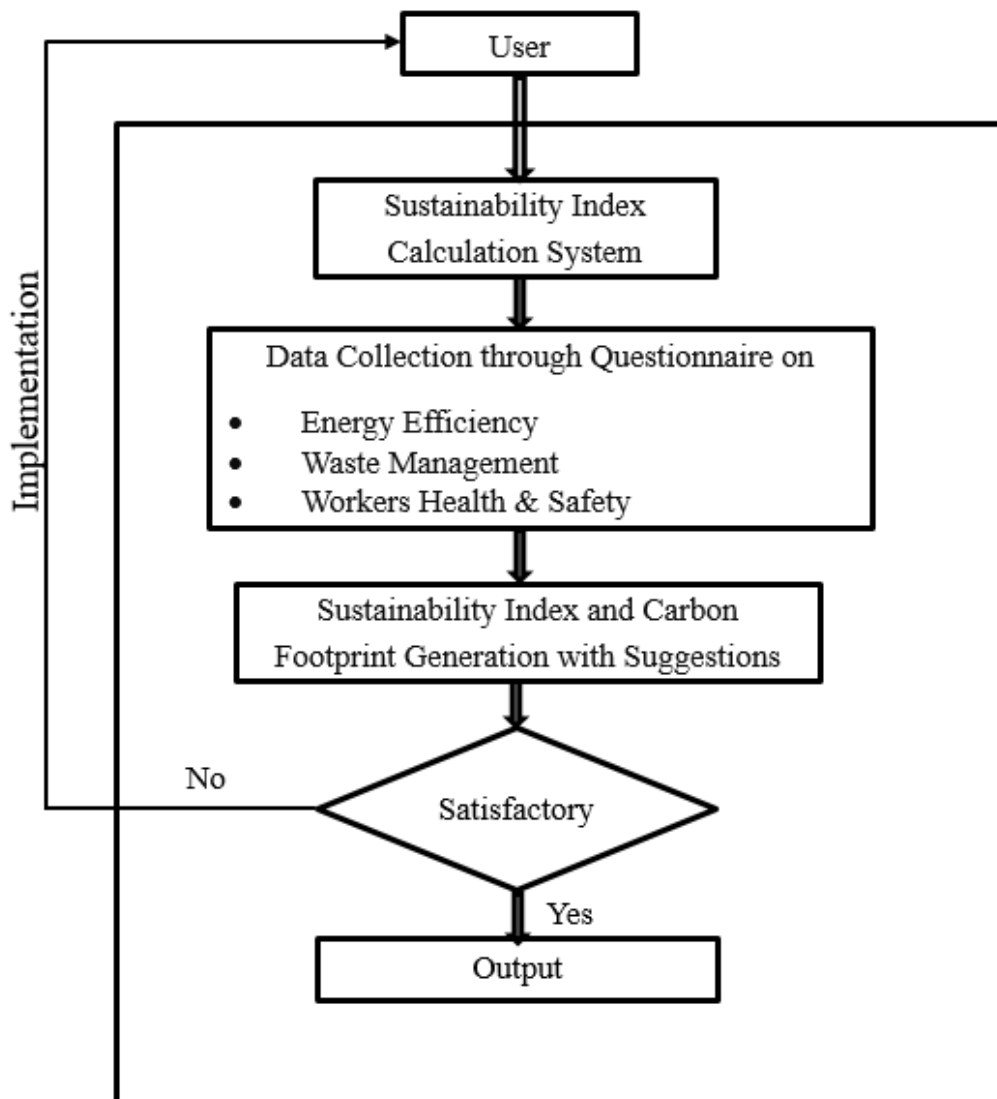 User
Sustainability Index
Calculation System
Data Collection through Questionnaire on
• Energy Efficiency
• Waste Management
• Workers Health & Safety
Sustainability Index and Carbon
Footprint Generation with Suggestions
Satisfactory
No
Implementation
Yes
Output